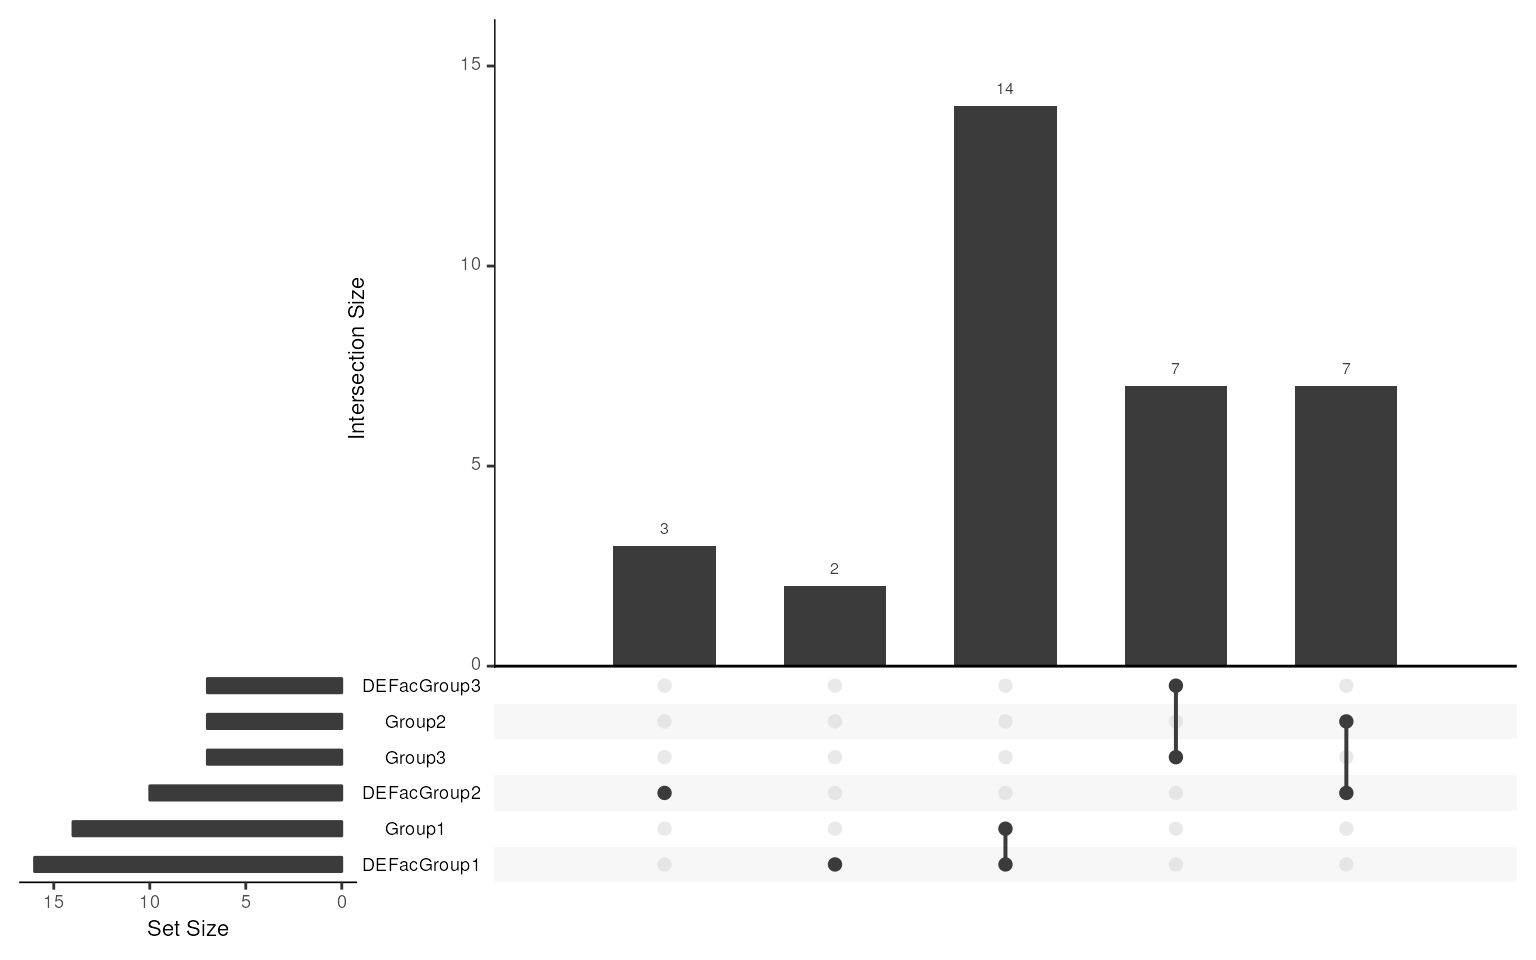 15
14
10
Intersection Size
7
7
5
3
2
0
DEFacGroup3
Group2
Group3
DEFacGroup2
Group1
DEFacGroup1
15 10 5 0
Set Size